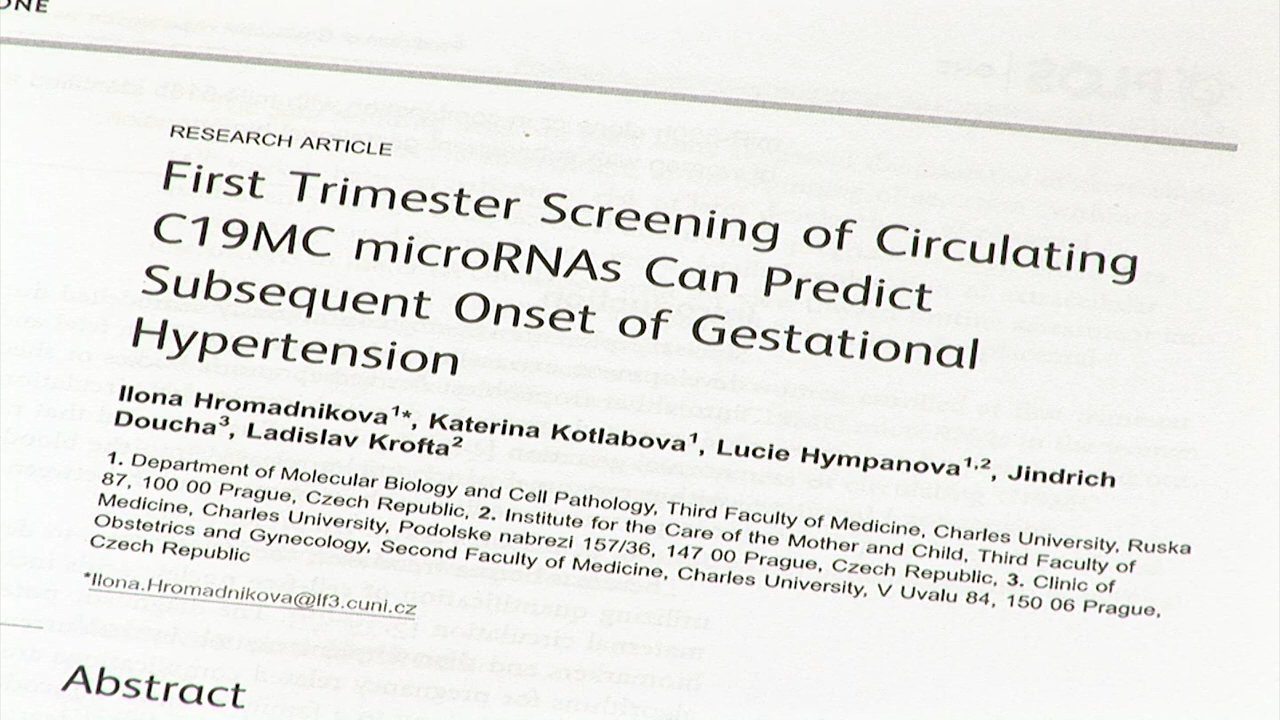 ONE
RESEARCH ARTICLE
First Trimester Screening of Circulating
C19MC microRNAs Can Predict
Subsequent Onset of Gestational
Hypertension
Ilona Hromadnikova1*, Katerina Kotlabova1, Lucie Hympanova1,2, Jindrich
Doucha3, Ladislav Krofta2
1. Department of Molecular Biology and Cell Pathology, Third Faculty of Medicine, Charles University, Ruska
87, 100 00 Prague, Czech Republic, 2. Institute for the Care of the Mother and Child, Third Faculty of
Medicine, Charles University, Podolske nabrezi 157/36, 147 00 Prague, Czech Republic, 3. Clinic of
Obstetrics and Gynecology, Second Faculty of Medicine, Charles University, V Uvalu 84, 150 06 Prague,
Czech Republic
*Ilona.Hromadnikova@lf3.cuni.cz
Abstract